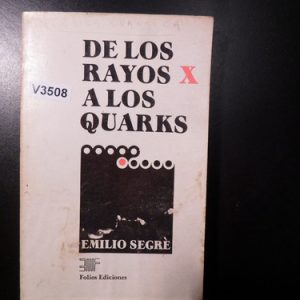 DE LOS
RAYOS X
A LOS
QUARKS
V3508
EMILIO SEGRÈ
Folios Ediciones